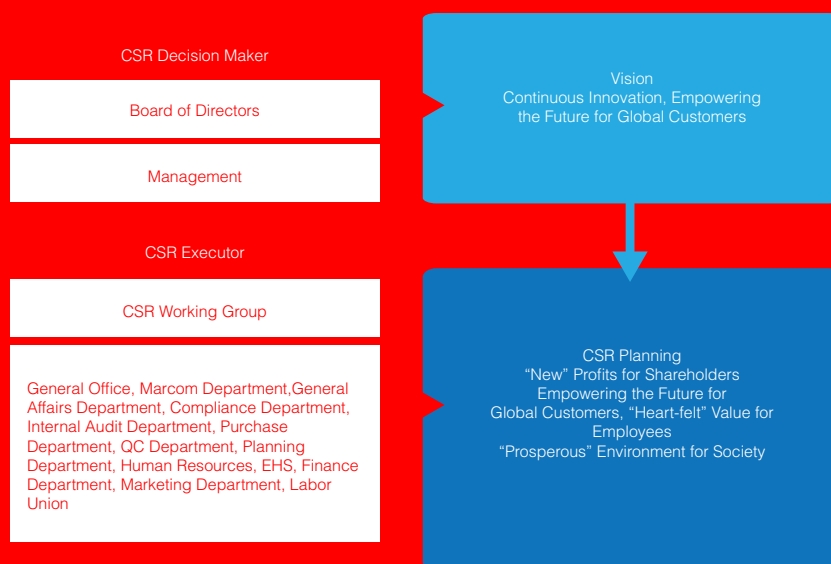 CSR Decision Maker
Board of Directors
Management
CSR Executor
CSR Working Group
General Office, Marcom Department,General
Affairs Department, Compliance Department,
Internal Audit Department, Purchase
Department, QC Department, Planning
Department, Human Resources, EHS, Finance
Department, Marketing Department, Labor
Union
Vision
Continuous Innovation, Empowering
the Future for Global Customers
CSR Planning
“New” Profits for Shareholders
Empowering the Future for
Global Customers, “Heart-felt” Value for
Employees
“Prosperous” Environment for Society